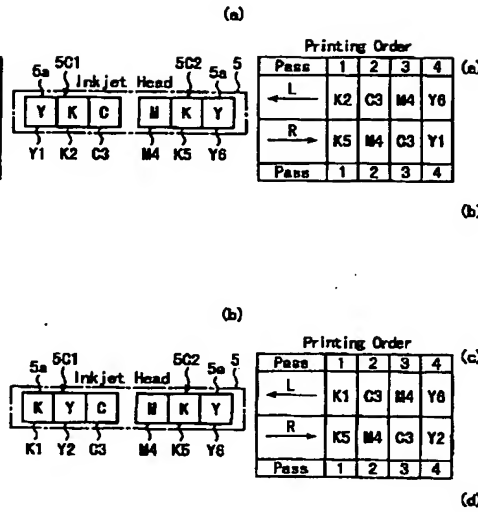 (a)
5C1 5C2
5a Inkjet Head 5a 5
Y K C M K Y
Y1 K2 C3 M4 K5 Y6
Printing Order
Pass 1 2 3 4
L K2 C3 M4 Y6
R K5 M4 C3 Y1
Pass 1 2 3 4
(a)
(b)
(b)
5C1 5C2
5a Inkjet Head 5a 5
K Y C M K Y
K1 Y2 C3 M4 K5 Y6
Printing Order
Pass 1 2 3 4
L K1 C3 M4 Y6
R K5 M4 C3 Y2
Pass 1 2 3 4
(c)
(d)